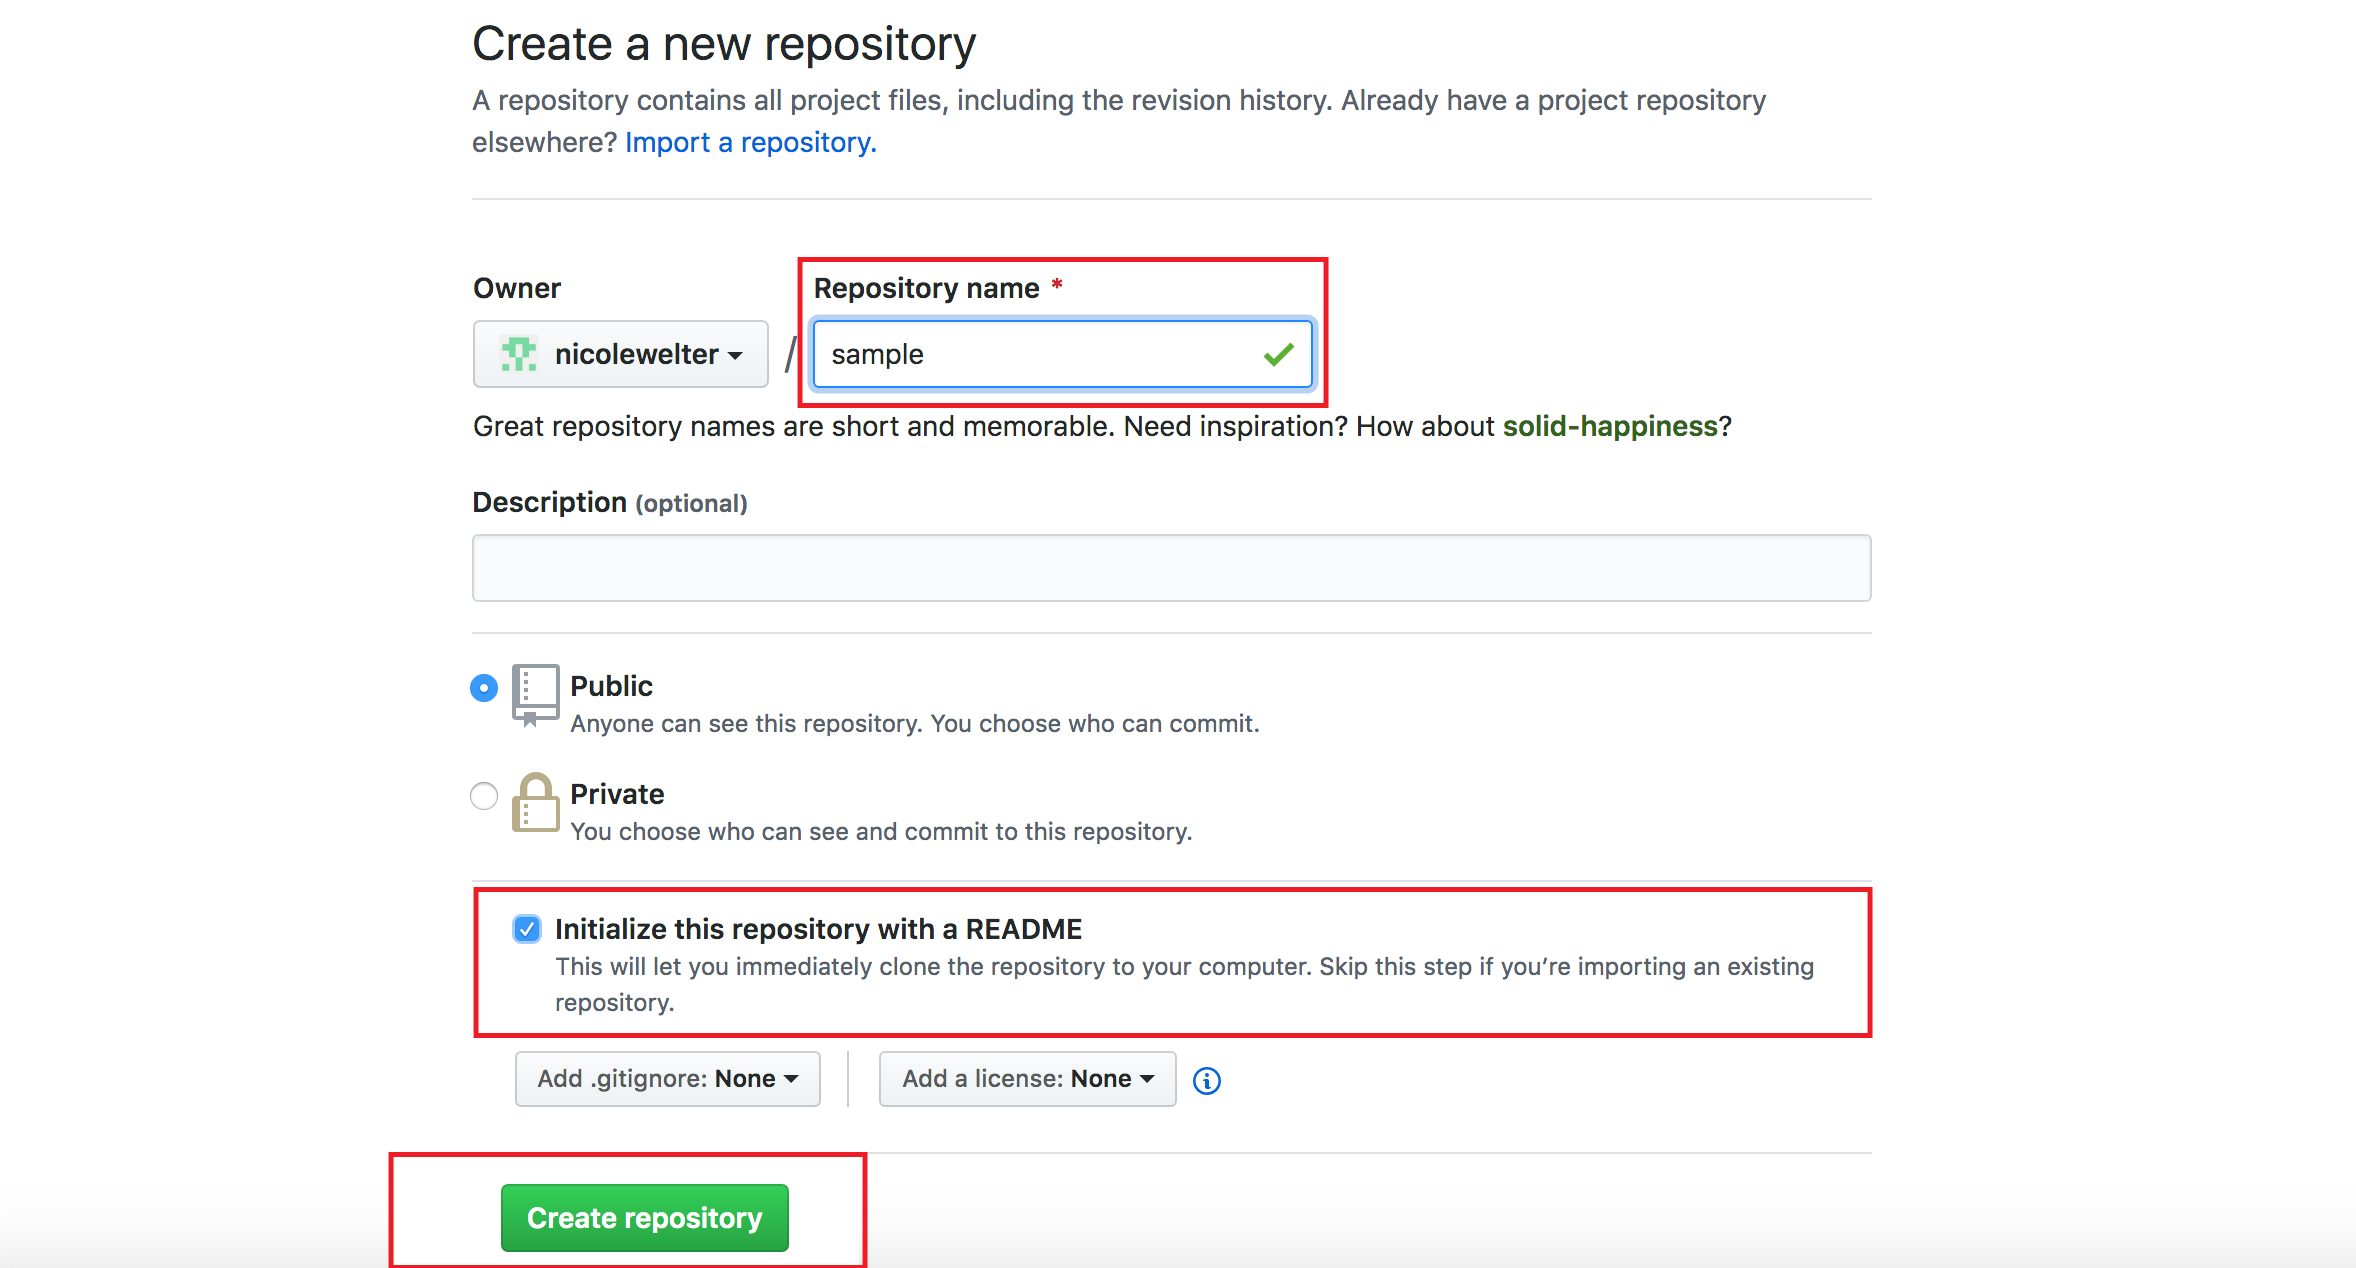 Create a new repository
A repository contains all project files, including the revision history. Already have a project repository
elsewhere? Import a repository.
Owner
Repository name *
nicolewelter
/
sample
Great repository names are short and memorable. Need inspiration? How about solid-happiness?
Description (optional)
Public
Anyone can see this repository. You choose who can commit.
Private
You choose who can see and commit to this repository.
Initialize this repository with a README
This will let you immediately clone the repository to your computer. Skip this step if you’re importing an existing
repository.
Add .gitignore: None
Add a license: None
Create repository